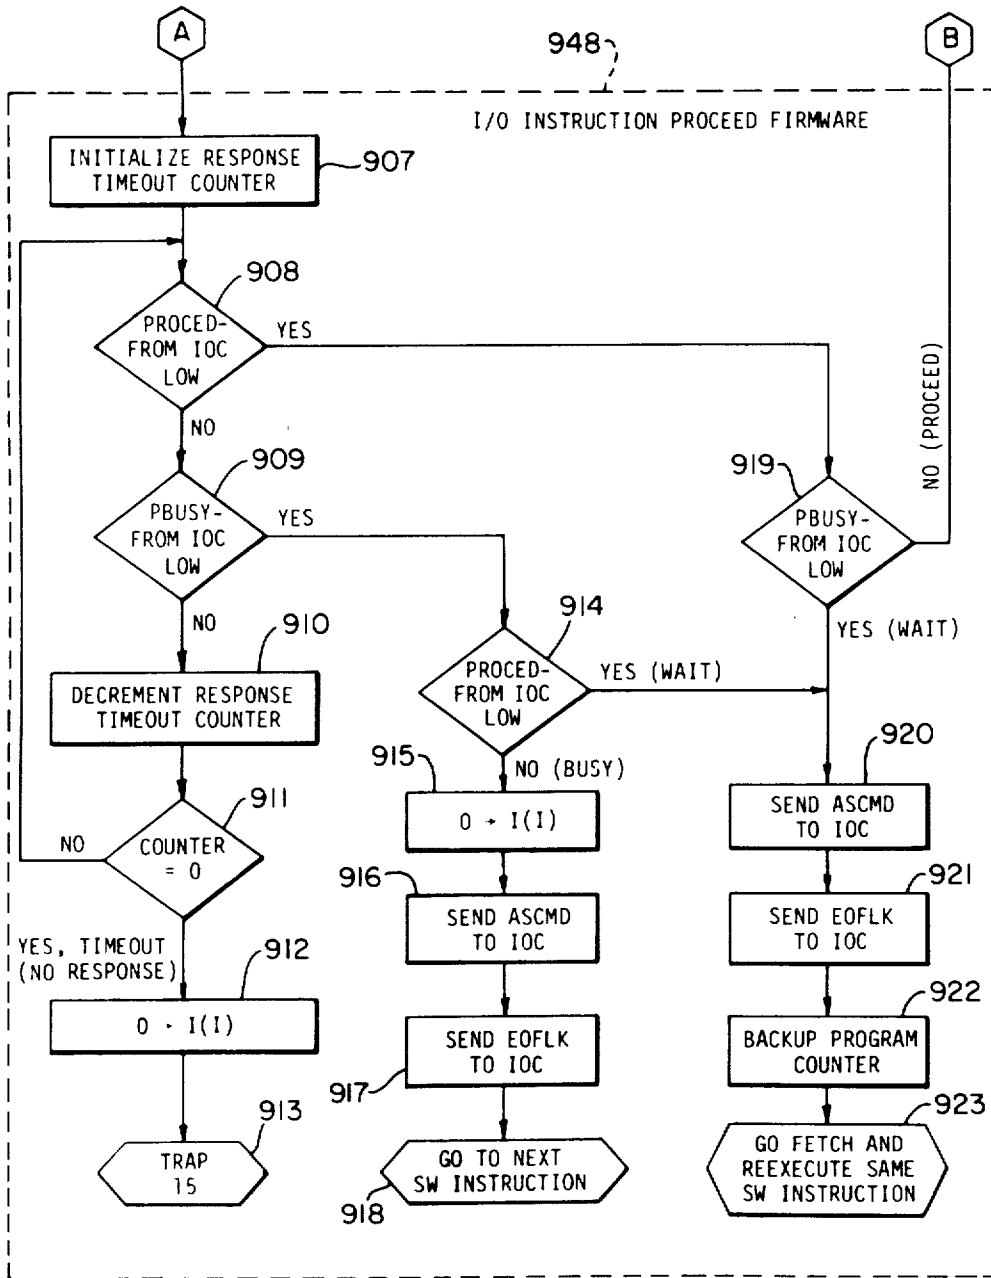 A
948
B
I/O INSTRUCTION PROCEED FIRMWARE
INITIALIZE RESPONSE
TIMEOUT COUNTER
907
908
PROCED-
FROM IOC
LOW
YES
NO
909
PBUSY-
FROM IOC
LOW
YES
NO
919
PBUSY-
FROM IOC
LOW
NO (PROCEED)
YES (WAIT)
910
DECREMENT RESPONSE
TIMEOUT COUNTER
914
PROCED-
FROM IOC
LOW
YES (WAIT)
NO (BUSY)
911
COUNTER
= 0
NO
YES, TIMEOUT
(NO RESPONSE)
912
0 → I(I)
913
TRAP
15
915
0 → I(I)
916
SEND ASCMD
TO IOC
SEND EOFLK
TO IOC
917
GO TO NEXT
SW INSTRUCTION
918
920
SEND ASCMD
TO IOC
921
SEND EOFLK
TO IOC
922
BACKUP PROGRAM
COUNTER
923
GO FETCH AND
REEXECUTE SAME
SW INSTRUCTION